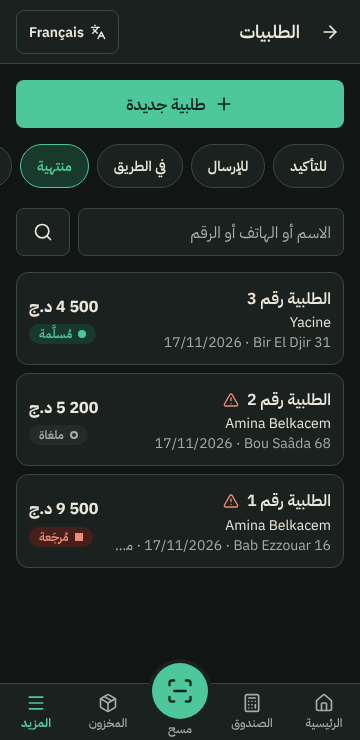 الطلبيات
Français
طلبية جديدة
للتأكيد
للإرسال
في الطريق
منتهية
الاسم أو الهاتف أو الرقم
الطلبية رقم 3
4 500 د.ج
Yacine
مُسلَّمة
17/11/2026 · Bir El Djir 31
الطلبية رقم 2
5 200 د.ج
Amina Belkacem
ملغاة
17/11/2026 · Bou Saâda 68
الطلبية رقم 1
9 500 د.ج
Amina Belkacem
مُرجَعة
17/11/2026 · Bab Ezzouar 16 · م…
الرئيسية
الصندوق
مسح
المخزون
المزيد